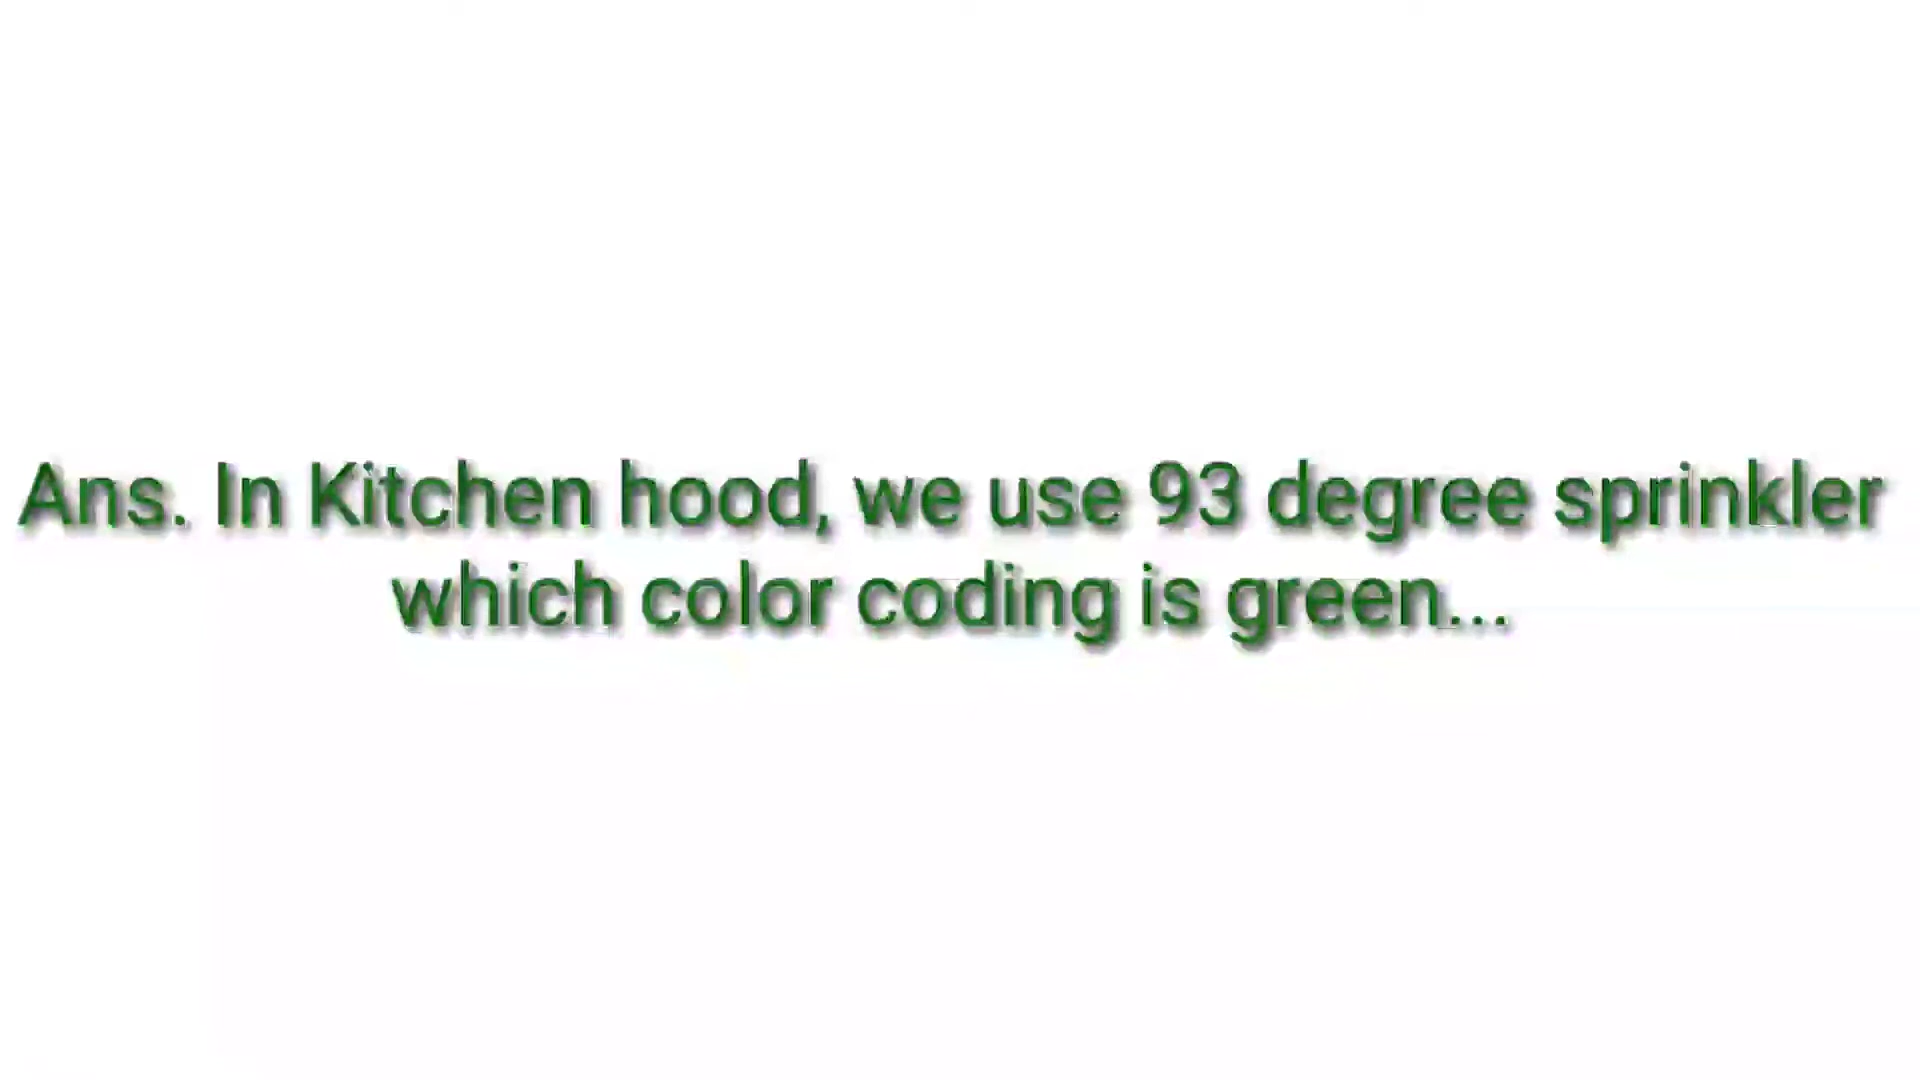 Ans. In Kitchen hood, we use 93 degree sprinkler
which color coding is green...